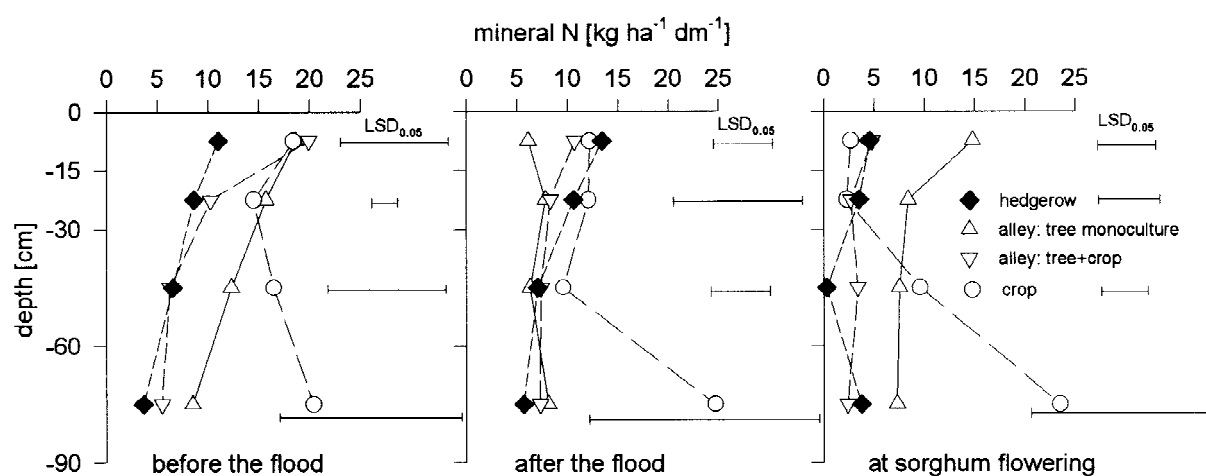 mineral N [kg ha⁻¹ dm⁻¹]
0 5 10 15 20 25
0 5 10 15 20 25
0 5 10 15 20 25
depth [cm]
0
-15
-30
-60
-90
LSD0.05
LSD0.05
LSD0.05
hedgerow
alley: tree monoculture
alley: tree+crop
crop
before the flood
after the flood
at sorghum flowering